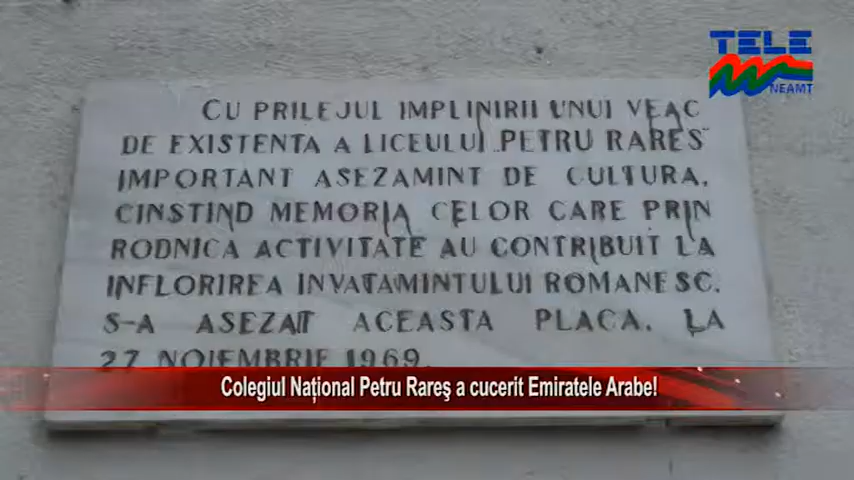 TELE
NEAMT
CU PRILEJUL IMPLINIRII UNUI VEAC
DE EXISTENTA A LICEULUI „PETRU RARES"
IMPORTANT ASEZAMINT DE CULTURA,
CINSTIND MEMORIA CELOR CARE PRIN
RODNICA ACTIVITATE AU CONTRIBUIT LA
INFLORIREA INVATAMINTULUI ROMANESC.
S-A ASEZAT ACEASTA PLACA. LA
27 NOIEMBRIE 1969.
Colegiul Naţional Petru Rareş a cucerit Emiratele Arabe!